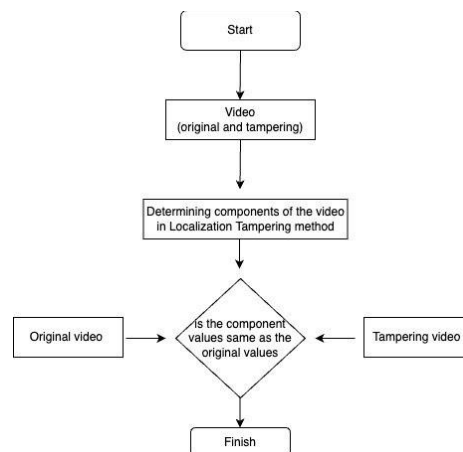 Start
Video
(original and tampering)
Determining components of the video
in Localization Tampering method
is the component
values same as the
original values
Original video
Tampering video
Finish